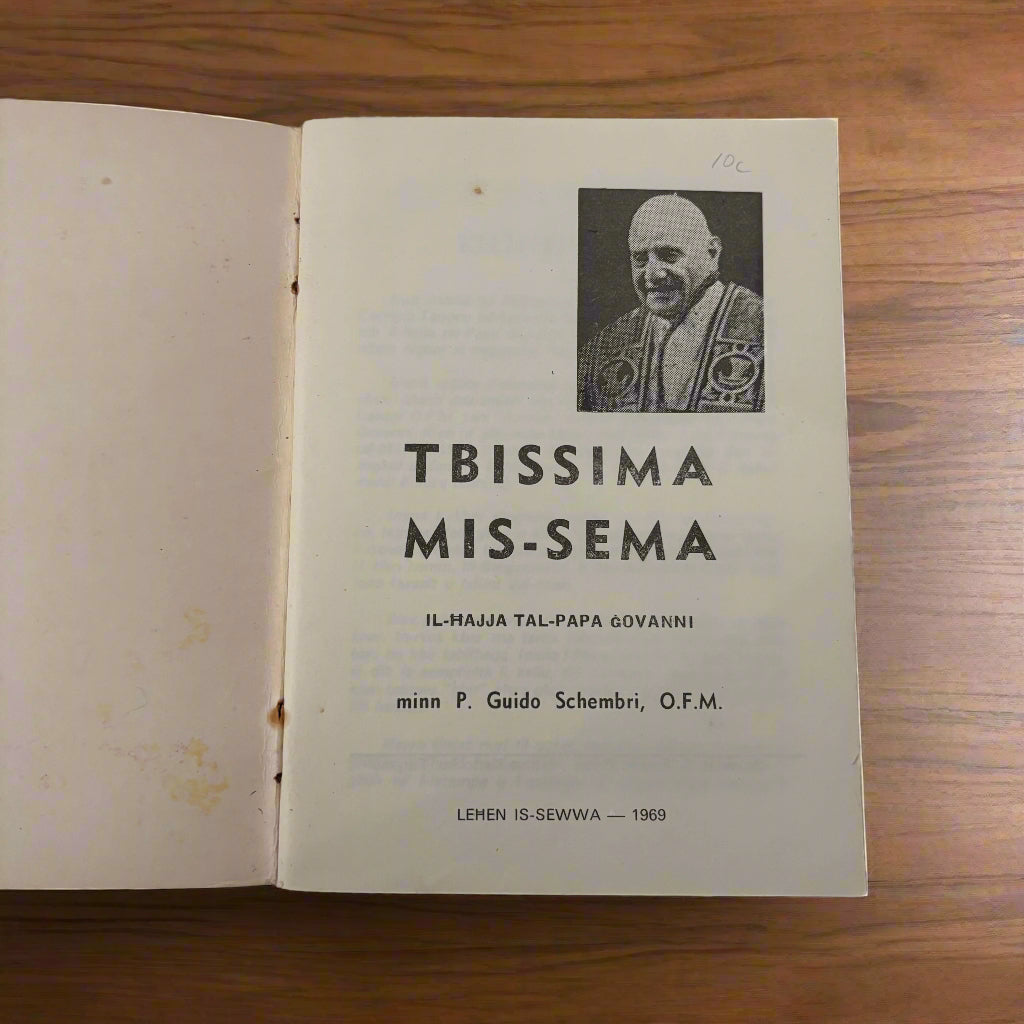 10c
TBISSIMA
MIS-SEMA
IL-ĦAJJA TAL-PAPA ĠOVANNI
minn P. Guido Schembri, O.F.M.
LEĦEN IS-SEWWA — 1969